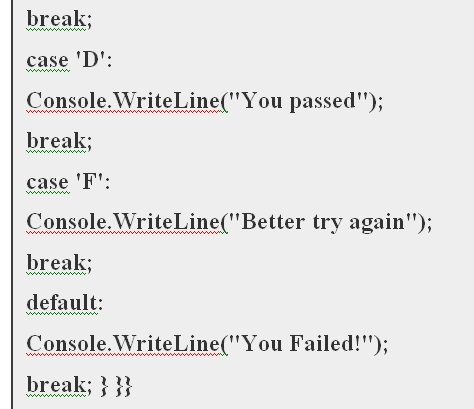 break;
case 'D':
Console.WriteLine("You passed");
break;
case 'F':
Console.WriteLine("Better try again");
break;
default:
Console.WriteLine("You Failed!");
break; } }}